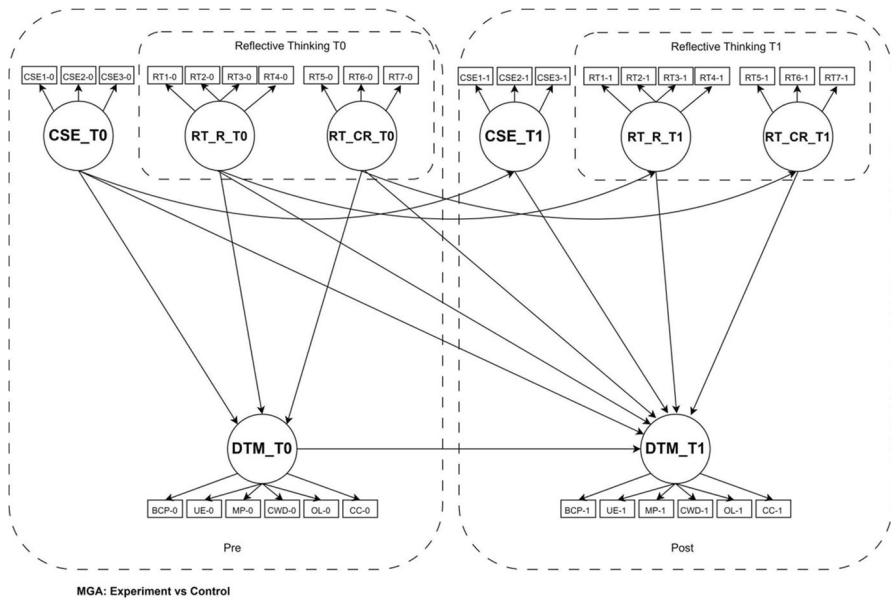 Reflective Thinking T0
Reflective Thinking T1
CSE1-0 CSE2-0 CSE3-0 RT1-0 RT2-0 RT3-0 RT4-0 RT5-0 RT6-0 RT7-0
CSE1-1 CSE2-1 CSE3-1 RT1-1 RT2-1 RT3-1 RT4-1 RT5-1 RT6-1 RT7-1
CSE_T0 RT_R_T0 RT_CR_T0
CSE_T1 RT_R_T1 RT_CR_T1
DTM_T0
DTM_T1
BCP-0 UE-0 MP-0 CWD-0 OL-0 CC-0
BCP-1 UE-1 MP-1 CWD-1 OL-1 CC-1
Pre
Post
MGA: Experiment vs Control